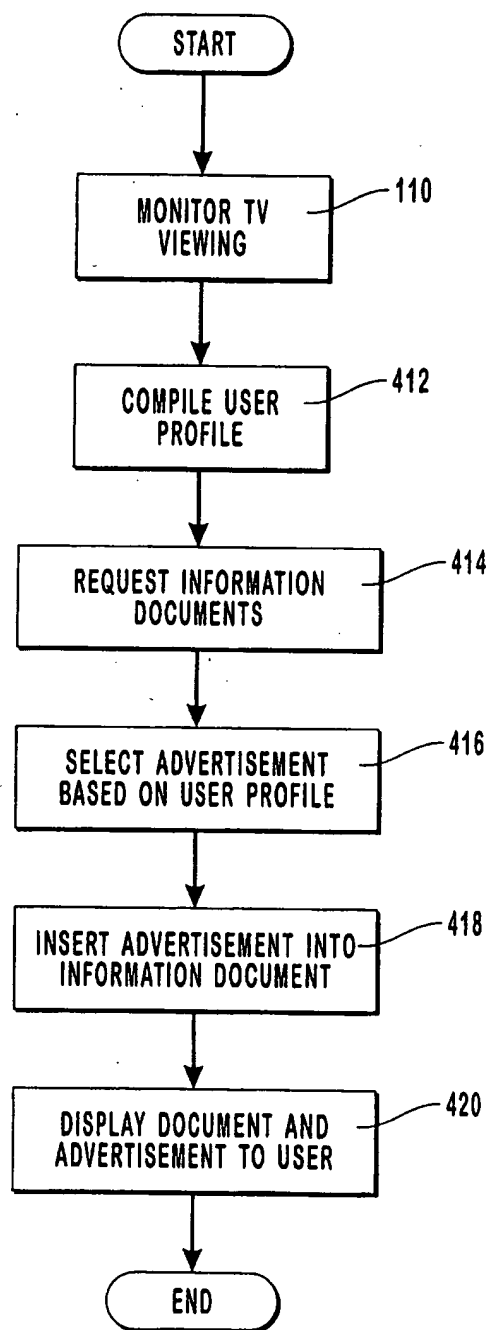 START
MONITOR TV
VIEWING
110
COMPILE USER
PROFILE
412
REQUEST INFORMATION
DOCUMENTS
414
SELECT ADVERTISEMENT
BASED ON USER PROFILE
416
INSERT ADVERTISEMENT INTO
INFORMATION DOCUMENT
418
DISPLAY DOCUMENT AND
ADVERTISEMENT TO USER
420
END